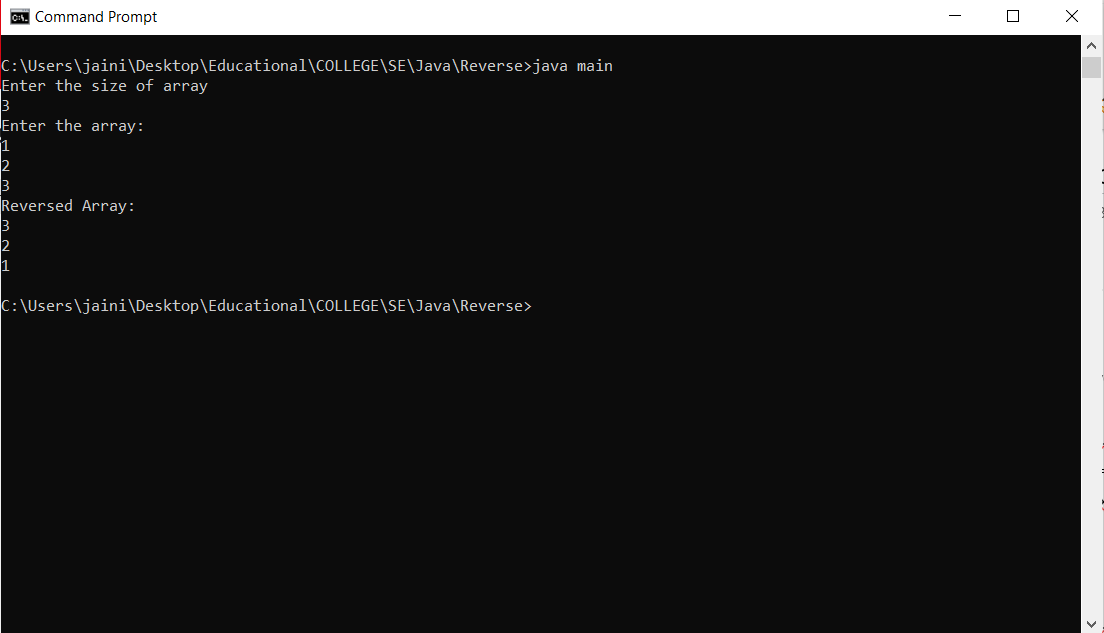 Command Prompt
C:\Users\jaini\Desktop\Educational\COLLEGE\SE\Java\Reverse>java main
Enter the size of array
3
Enter the array:
1
2
3
Reversed Array:
3
2
1
C:\Users\jaini\Desktop\Educational\COLLEGE\SE\Java\Reverse>